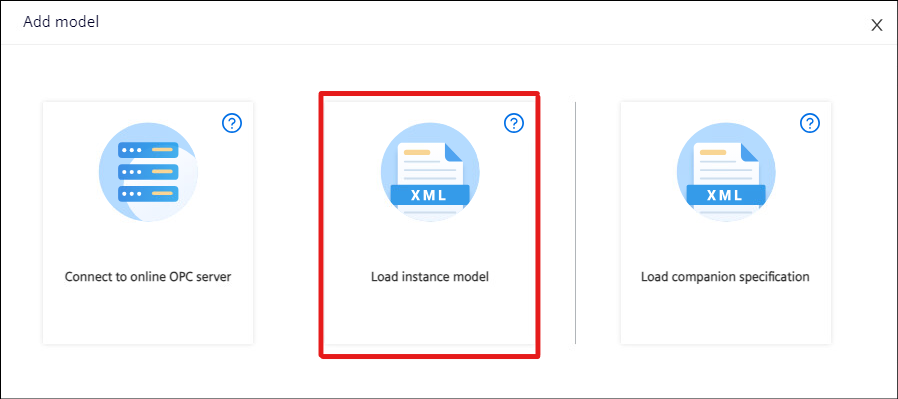 Add model
X
?
?
?
XML
XML
Connect to online OPC server
Load instance model
Load companion specification